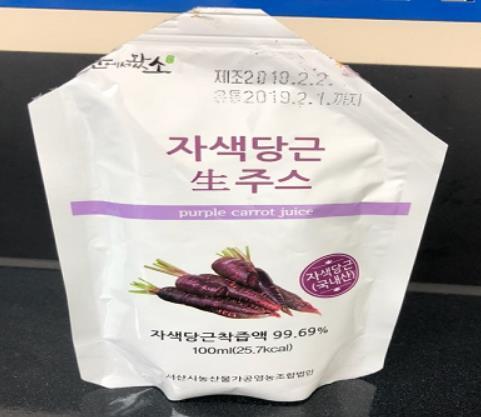 제조2019.2.2.
유통2019.2.1.까지
자색당근
生주스
purple carrot juice
자색당근
(국내산)
자색당근착즙액 99.69%
100ml(25.7kcal)
서산시농산물가공영농조합법인